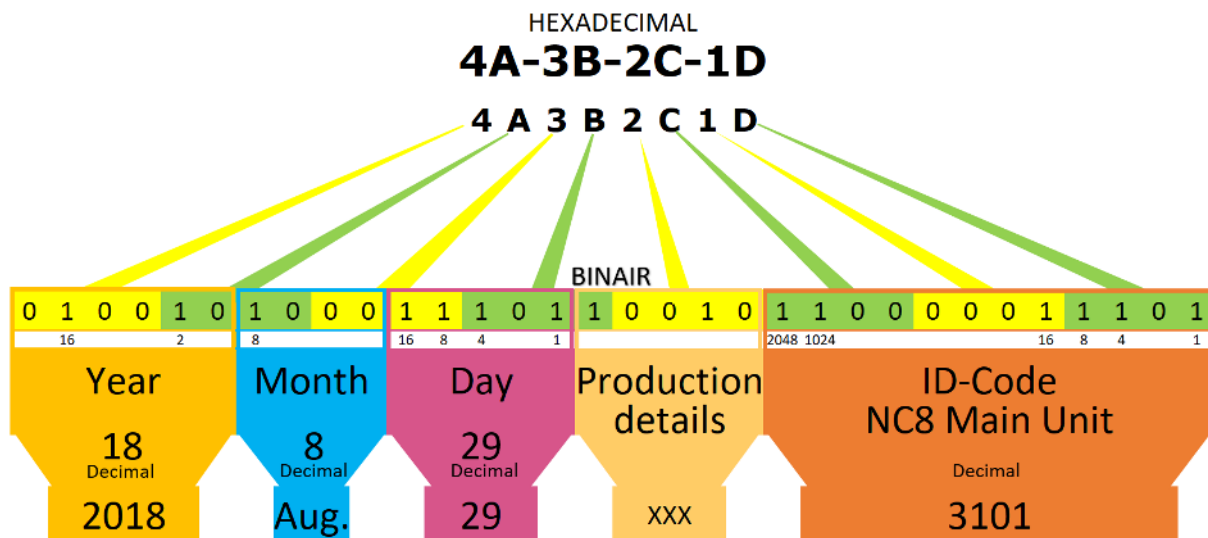 HEXADECIMAL
4A-3B-2C-1D
4 A 3 B 2 C 1 D
BINAIR
0 1 0 0 1 0 1 0 0 0 1 1 1 0 1 1 0 0 1 0 1 1 0 0 0 0 0 1 1 1 0 1
16 2 8 16 8 4 1 2048 1024 16 8 4 1
Year Month Day Production ID-Code
details NC8 Main Unit
18 8 29
Decimal Decimal Decimal Decimal
2018 Aug. 29 XXX 3101